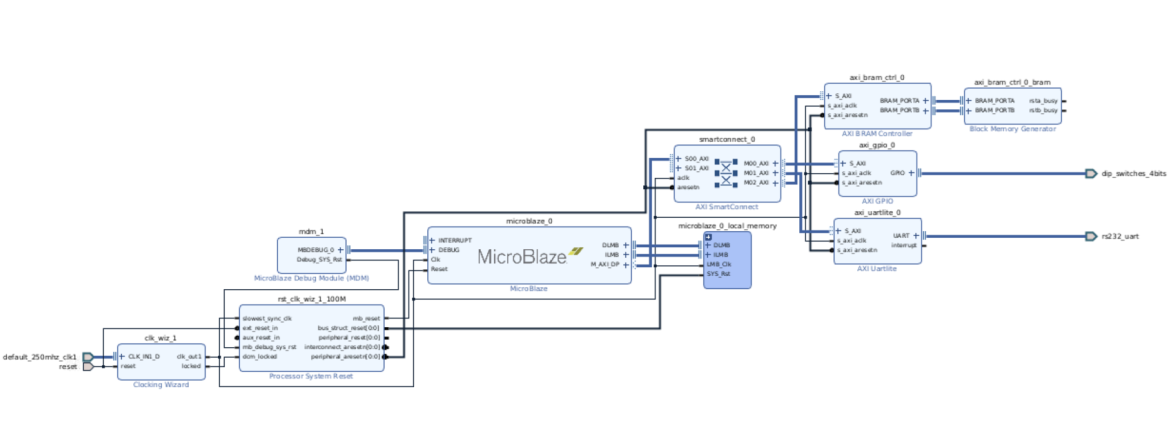 axi_bram_ctrl_0
S_AXI
s_axi_aclk
s_axi_aresetn
BRAM_PORTA
BRAM_PORTB
AXI BRAM Controller
axi_bram_ctrl_0_bram
BRAM_PORTA
BRAM_PORTB
rsta_busy
rstb_busy
Block Memory Generator
smartconnect_0
S00_AXI
S01_AXI
aclk
aresetn
M00_AXI
M01_AXI
M02_AXI
AXI SmartConnect
axi_gpio_0
S_AXI
s_axi_aclk
s_axi_aresetn
GPIO
AXI GPIO
dip_switches_4bits
axi_uartlite_0
S_AXI
s_axi_aclk
s_axi_aresetn
UART
interrupt
AXI Uartlite
rs232_uart
microblaze_0
INTERRUPT
DEBUG
Clk
Reset
MicroBlaze
DLMB
ILMB
M_AXI_DP
MicroBlaze
microblaze_0_local_memory
DLMB
ILMB
LMB_Clk
SYS_Rst
mdm_1
MBDEBUG_0
Debug_SYS_Rst
MicroBlaze Debug Module (MDM)
rst_clk_wiz_1_100M
slowest_sync_clk
ext_reset_in
aux_reset_in
mb_debug_sys_rst
dcm_locked
mb_reset
bus_struct_reset[0:0]
peripheral_reset[0:0]
interconnect_aresetn[0:0]
peripheral_aresetn[0:0]
Processor System Reset
clk_wiz_1
default_250mhz_clk1
reset
CLK_IN1_D
reset
clk_out1
locked
Clocking Wizard